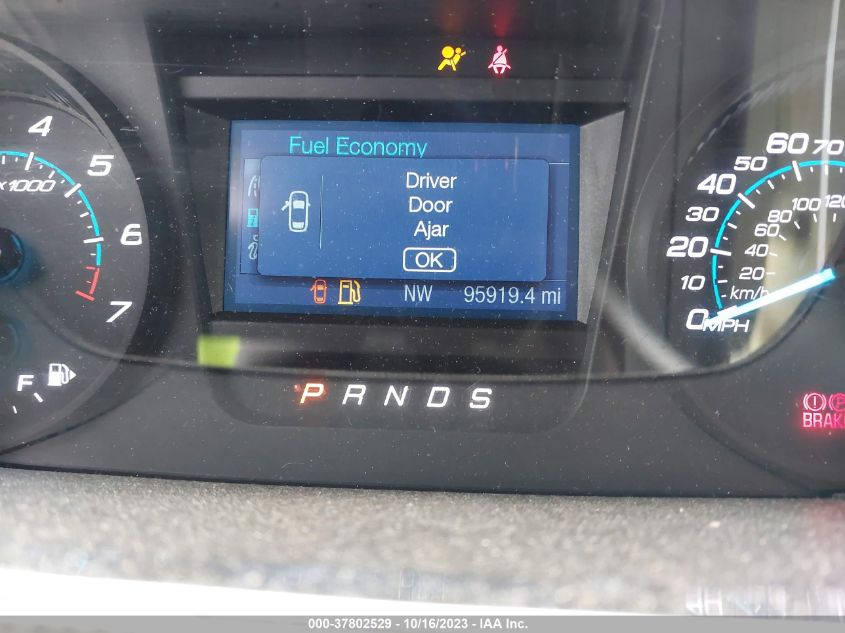 Fuel Economy
Driver
Door
Ajar
OK
NW 95919.4 mi
4
5
x1000
6
7
F
60 70
50
40
30
20
10
0 MPH
100 120
80
60
40
20
km/h
P R N D S
BRAKE
000-37802529 - 10/16/2023 - IAA Inc.